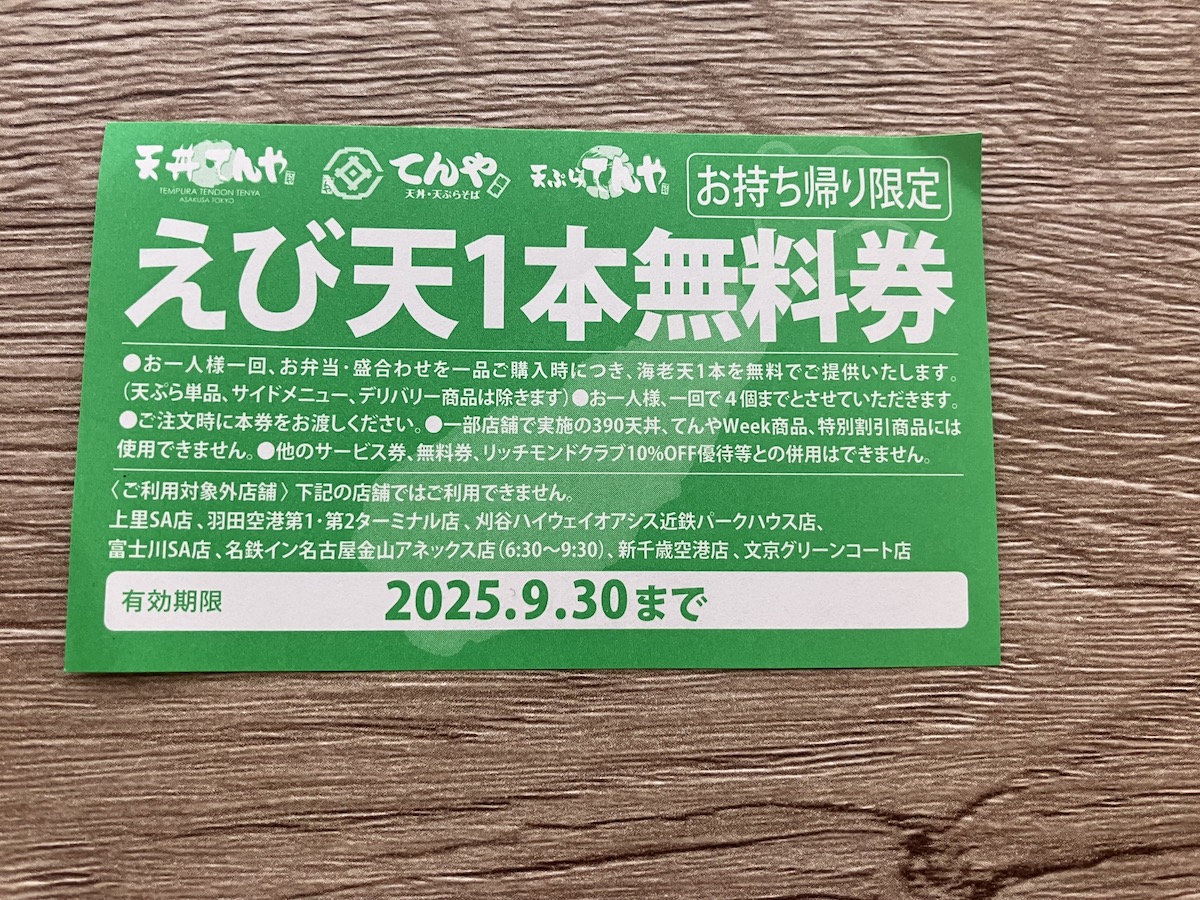 天丼てんや
TEMPURA TENDON TENYA
ASAKUSA TOKYO
てんや
天丼・天ぷらそば
天ぷらてんや
お持ち帰り限定
えび天1本無料券
●お一人様一回、お弁当・盛合わせを一品ご購入時につき、海老天1本を無料でご提供いたします。
(天ぷら単品、サイドメニュー、デリバリー商品は除きます)●お一人様、一回で4個までとさせていただきます。
●ご注文時に本券をお渡しください。●一部店舗で実施の390天丼、てんやWeek商品、特別割引商品には
使用できません。●他のサービス券、無料券、リッチモンドクラブ10%OFF優待等との併用はできません。
〈ご利用対象外店舗〉下記の店舗ではご利用できません。
上里SA店、羽田空港第1・第2ターミナル店、刈谷ハイウェイオアシス近鉄パークハウス店、
富士川SA店、名鉄イン名古屋金山アネックス店(6:30〜9:30)、新千歳空港店、文京グリーンコート店
有効期限 2025.9.30まで